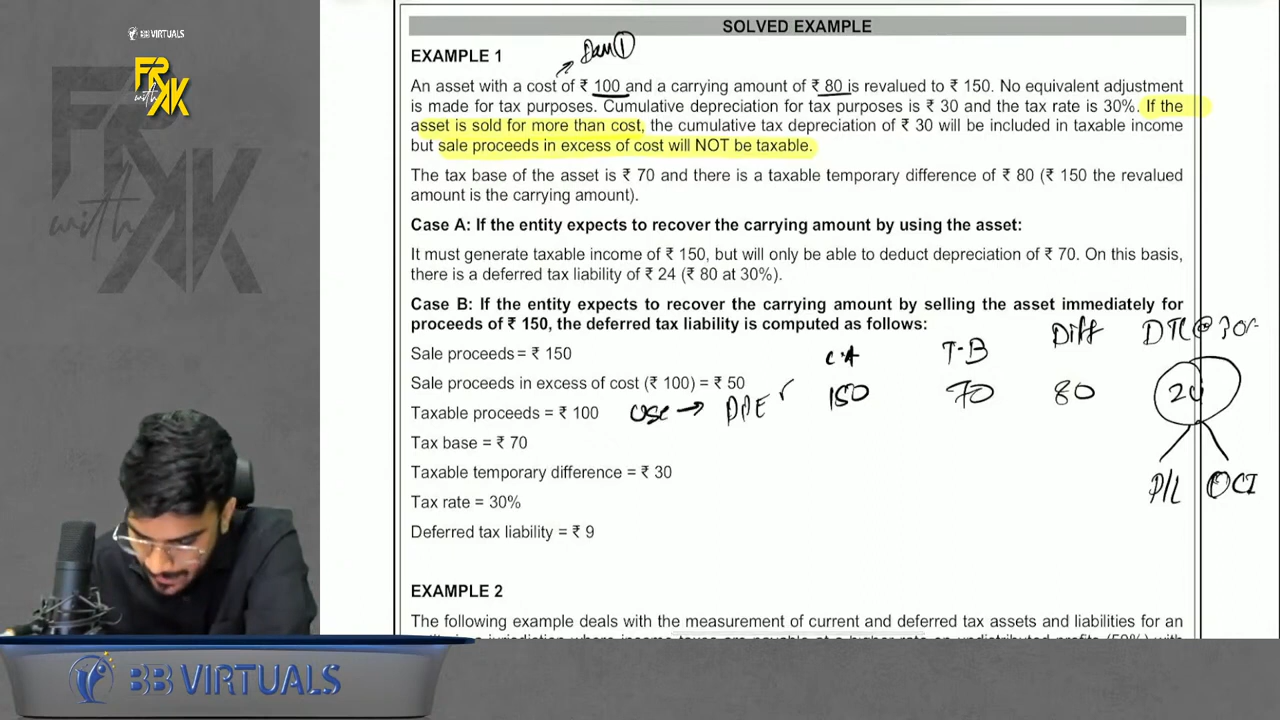 BB VIRTUALS
FR
with
AK
FR
with
AK
SOLVED EXAMPLE
EXAMPLE 1
Day ①
An asset with a cost of ₹ 100 and a carrying amount of ₹ 80 is revalued to ₹ 150. No equivalent adjustment
is made for tax purposes. Cumulative depreciation for tax purposes is ₹ 30 and the tax rate is 30%. If the
asset is sold for more than cost, the cumulative tax depreciation of ₹ 30 will be included in taxable income
but sale proceeds in excess of cost will NOT be taxable.
The tax base of the asset is ₹ 70 and there is a taxable temporary difference of ₹ 80 (₹ 150 the revalued
amount is the carrying amount).
Case A: If the entity expects to recover the carrying amount by using the asset:
It must generate taxable income of ₹ 150, but will only be able to deduct depreciation of ₹ 70. On this basis,
there is a deferred tax liability of ₹ 24 (₹ 80 at 30%).
Case B: If the entity expects to recover the carrying amount by selling the asset immediately for
proceeds of ₹ 150, the deferred tax liability is computed as follows:
Sale proceeds = ₹ 150
CA T-B Diff DTL @ 30%
Sale proceeds in excess of cost (₹ 100) = ₹ 50
150 70 80 24
Taxable proceeds = ₹ 100 use → PPE
Tax base = ₹ 70
Taxable temporary difference = ₹ 30
P/L OCI
Tax rate = 30%
Deferred tax liability = ₹ 9
EXAMPLE 2
The following example deals with the measurement of current and deferred tax assets and liabilities for an
BB VIRTUALS